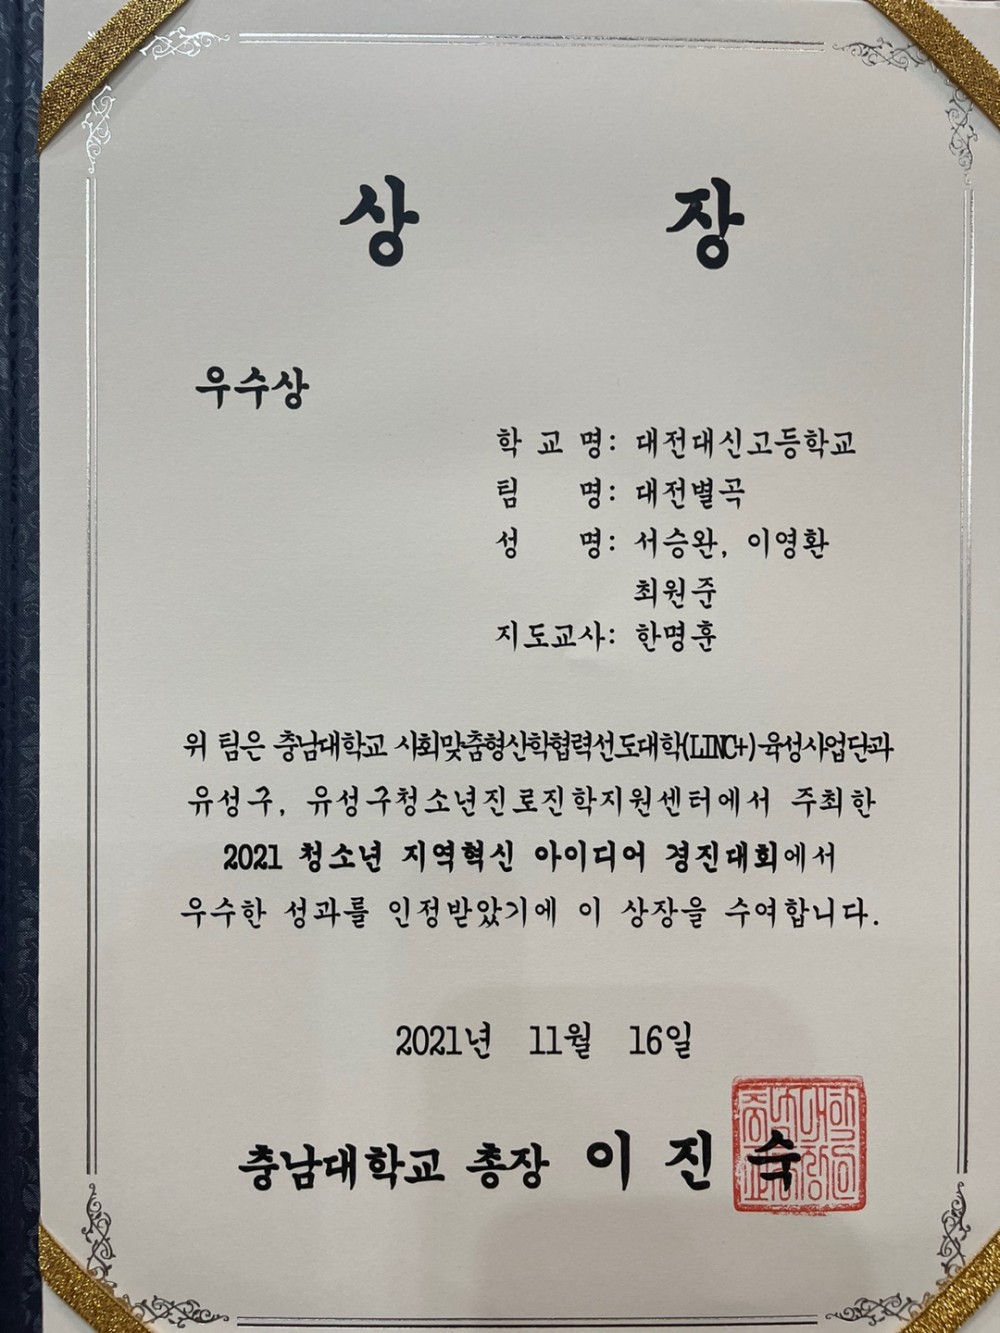 상 장
우수상
학 교 명: 대전대신고등학교
팀 명: 대전별곡
성 명: 서승완, 이영환
최원준
지도교사: 한명훈
위 팀은 충남대학교 사회맞춤형산학협력선도대학(LINC+)육성사업단과
유성구, 유성구청소년진로진학지원센터에서 주최한
2021 청소년 지역혁신 아이디어 경진대회에서
우수한 성과를 인정받았기에 이 상장을 수여합니다.
2021년 11월 16일
충남대학교 총장 이 진 숙